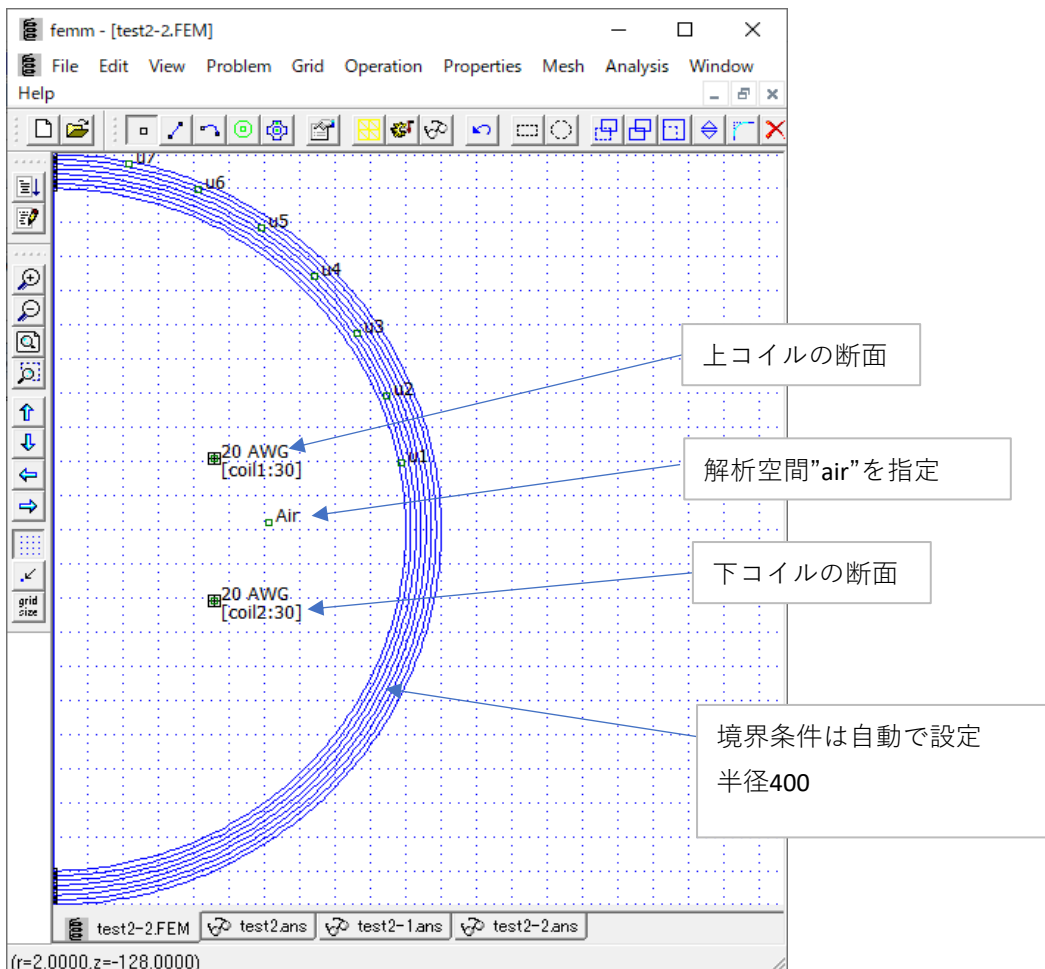 femm - [test2-2.FEM]
File Edit View Problem Grid Operation Properties Mesh Analysis Window
Help
u7
u6
u5
u4
u3
u2
u1
20 AWG
[coil1:30]
Air
20 AWG
[coil2:30]
上コイルの断面
解析空間”air”を指定
下コイルの断面
境界条件は自動で設定
半径400
grid
size
test2-2.FEM test2.ans test2-1.ans test2-2.ans
(r=2.0000,z=-128.0000)